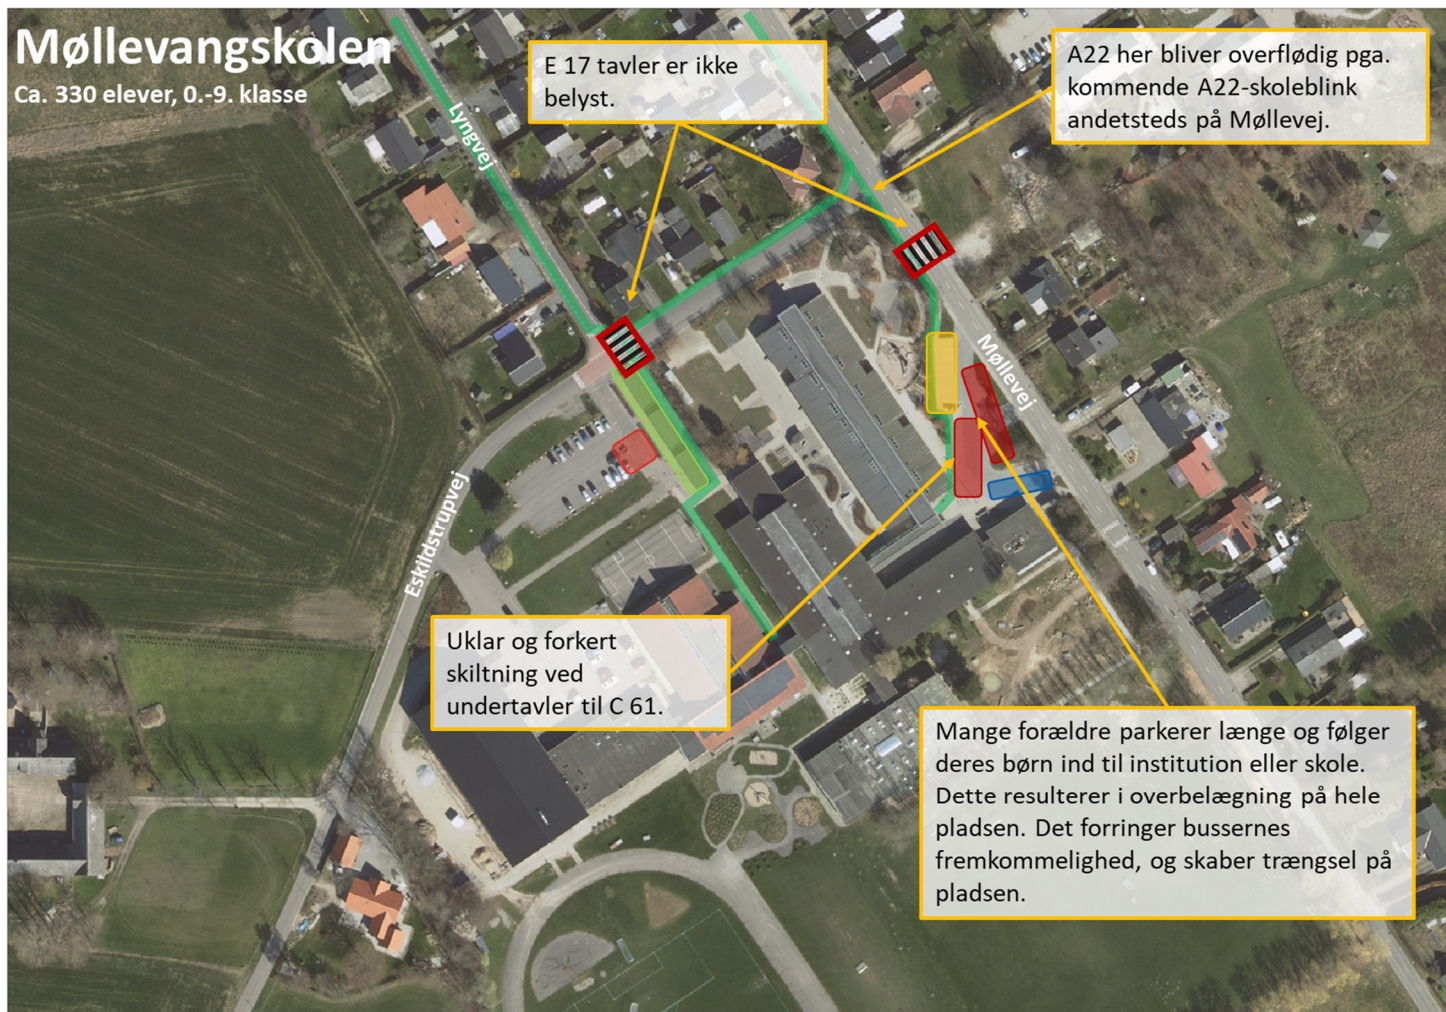 Møllevangskolen
Ca. 330 elever, 0.-9. klasse
E 17 tavler er ikke
belyst.
A22 her bliver overflødig pga.
kommende A22-skoleblink
andetsteds på Møllevej.
Lyngvej
Møllevej
Eskildstrupvej
Uklar og forkert
skiltning ved
undertavler til C 61.
Mange forældre parkerer længe og følger
deres børn ind til institution eller skole.
Dette resulterer i overbelægning på hele
pladsen. Det forringer bussernes
fremkommelighed, og skaber trængsel på
pladsen.